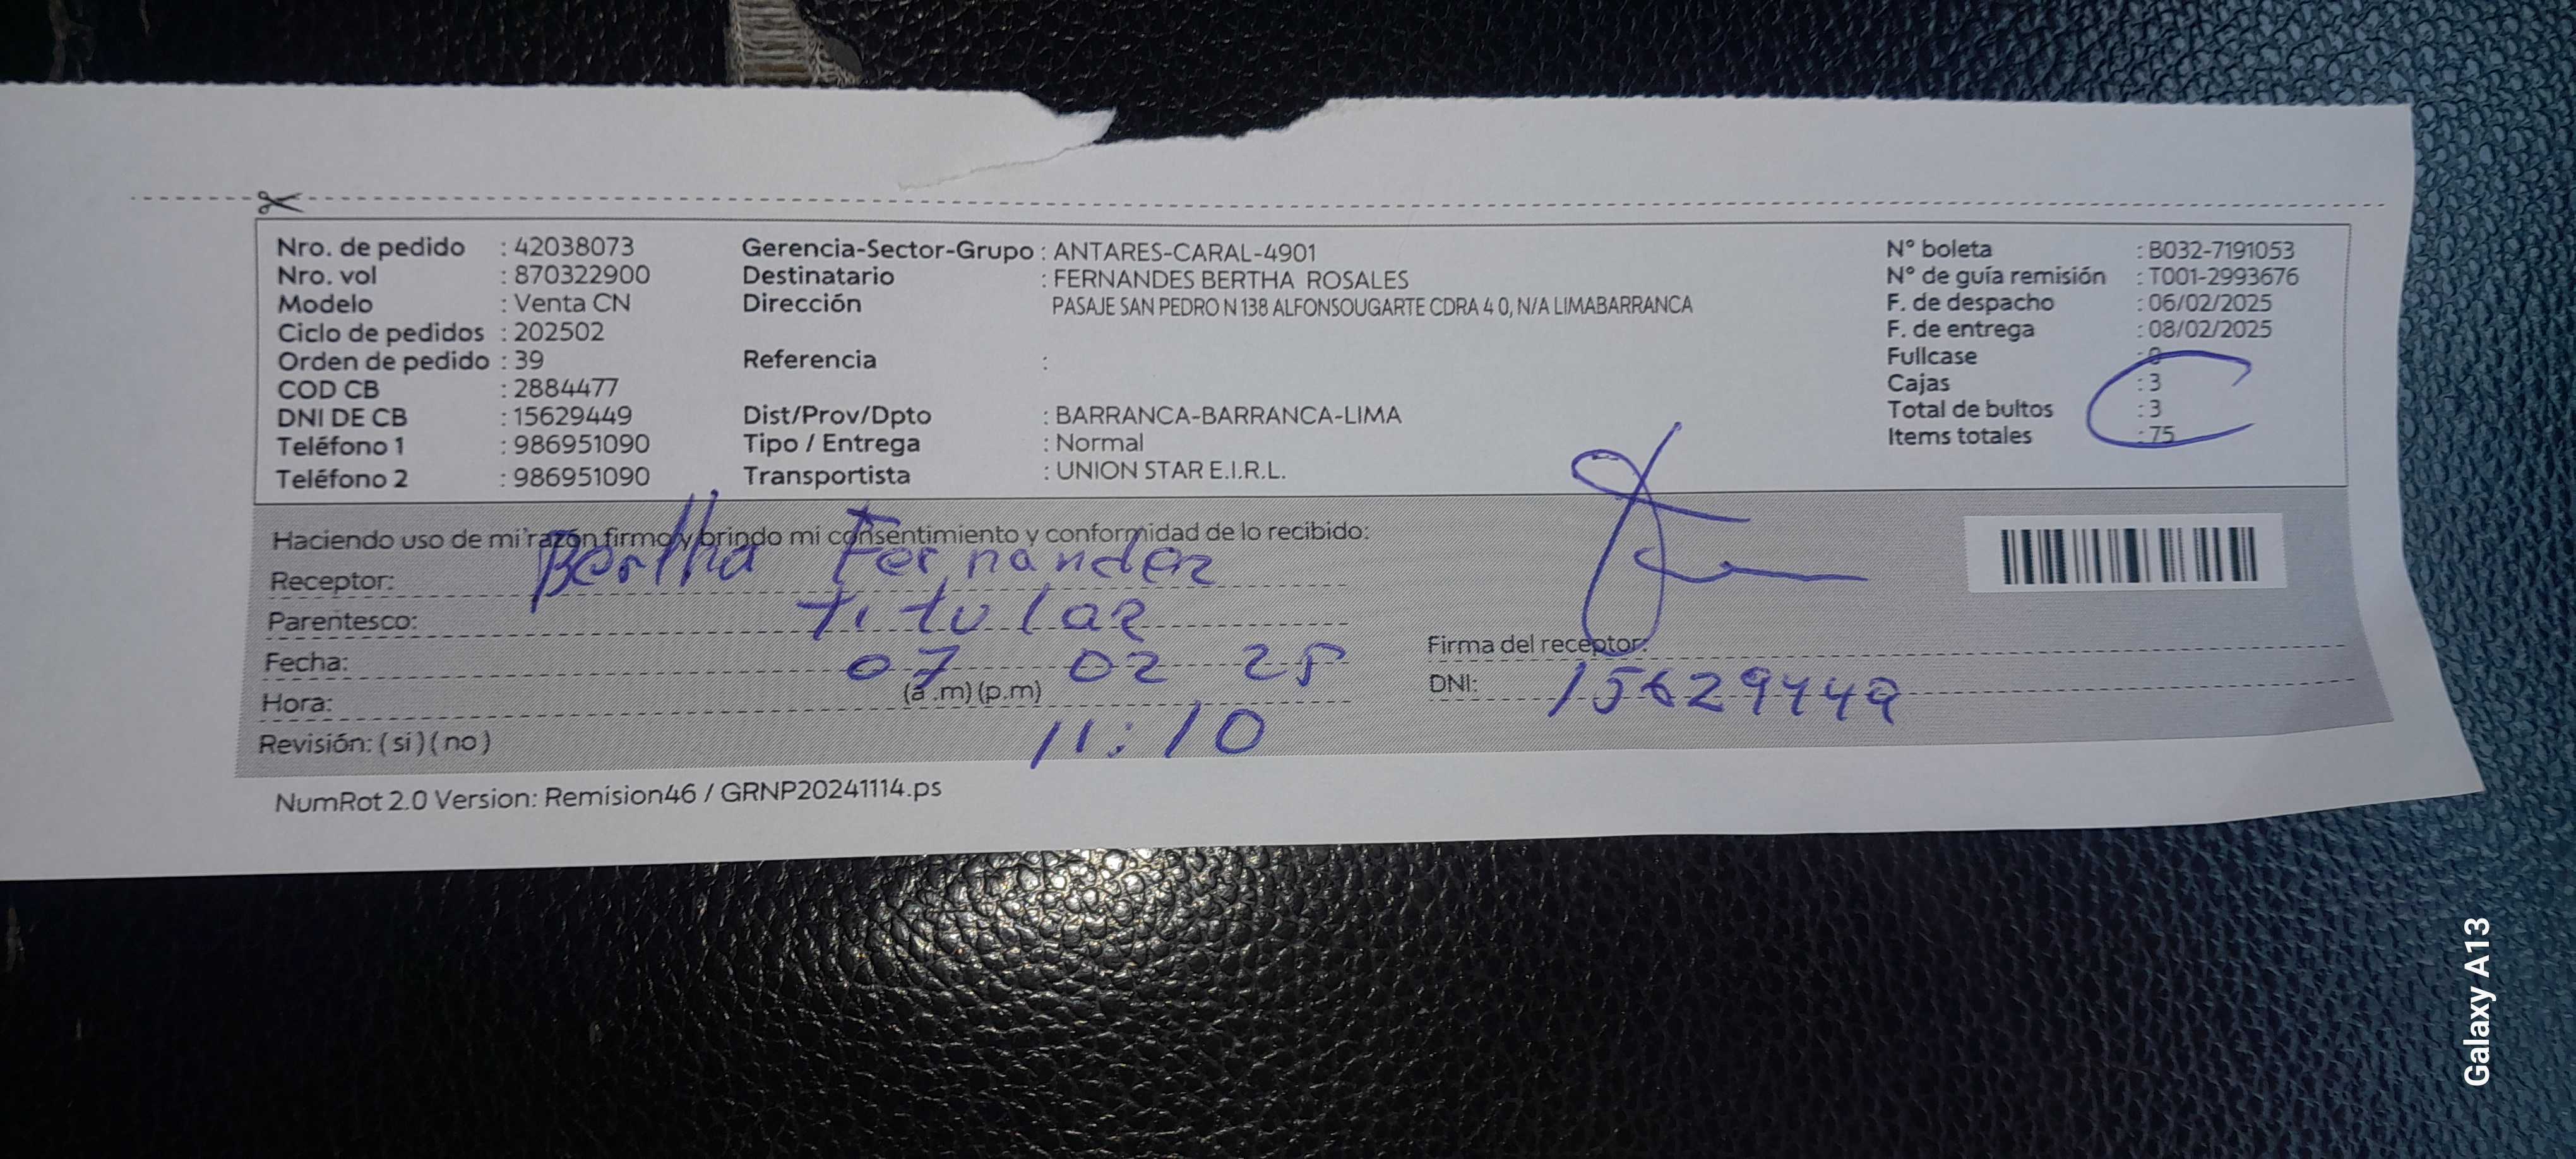 Nro. de pedido : 42038073
Nro. vol : 870322900
Modelo : Venta CN
Ciclo de pedidos : 202502
Orden de pedido : 39
COD CB : 2884477
DNI DE CB : 15629449
Teléfono 1 : 986951090
Teléfono 2 : 986951090
Gerencia-Sector-Grupo : ANTARES-CARAL-4901
Destinatario : FERNANDES BERTHA ROSALES
Dirección PASAJE SAN PEDRO N 138 ALFONSOUGARTE CDRA 4 0, N/A LIMABARRANCA
Referencia :
Dist/Prov/Dpto : BARRANCA-BARRANCA-LIMA
Tipo / Entrega : Normal
Transportista : UNION STAR E.I.R.L.
N° boleta : B032-7191053
N° de guía remisión : T001-2993676
F. de despacho : 06/02/2025
F. de entrega : 08/02/2025
Fullcase : 0
Cajas : 3
Total de bultos : 3
Items totales : 75
Haciendo uso de mi razón firmo y brindo mi consentimiento y conformidad de lo recibido:
Receptor: Bertha Fernandez
Parentesco: titular
Fecha: 07 02 25
Hora: (a .m) (p.m) 11:10
Revisión: ( si ) ( no )
Firma del receptor:
DNI: 15629449
NumRot 2.0 Version: Remision46 / GRNP20241114.ps
Galaxy A13